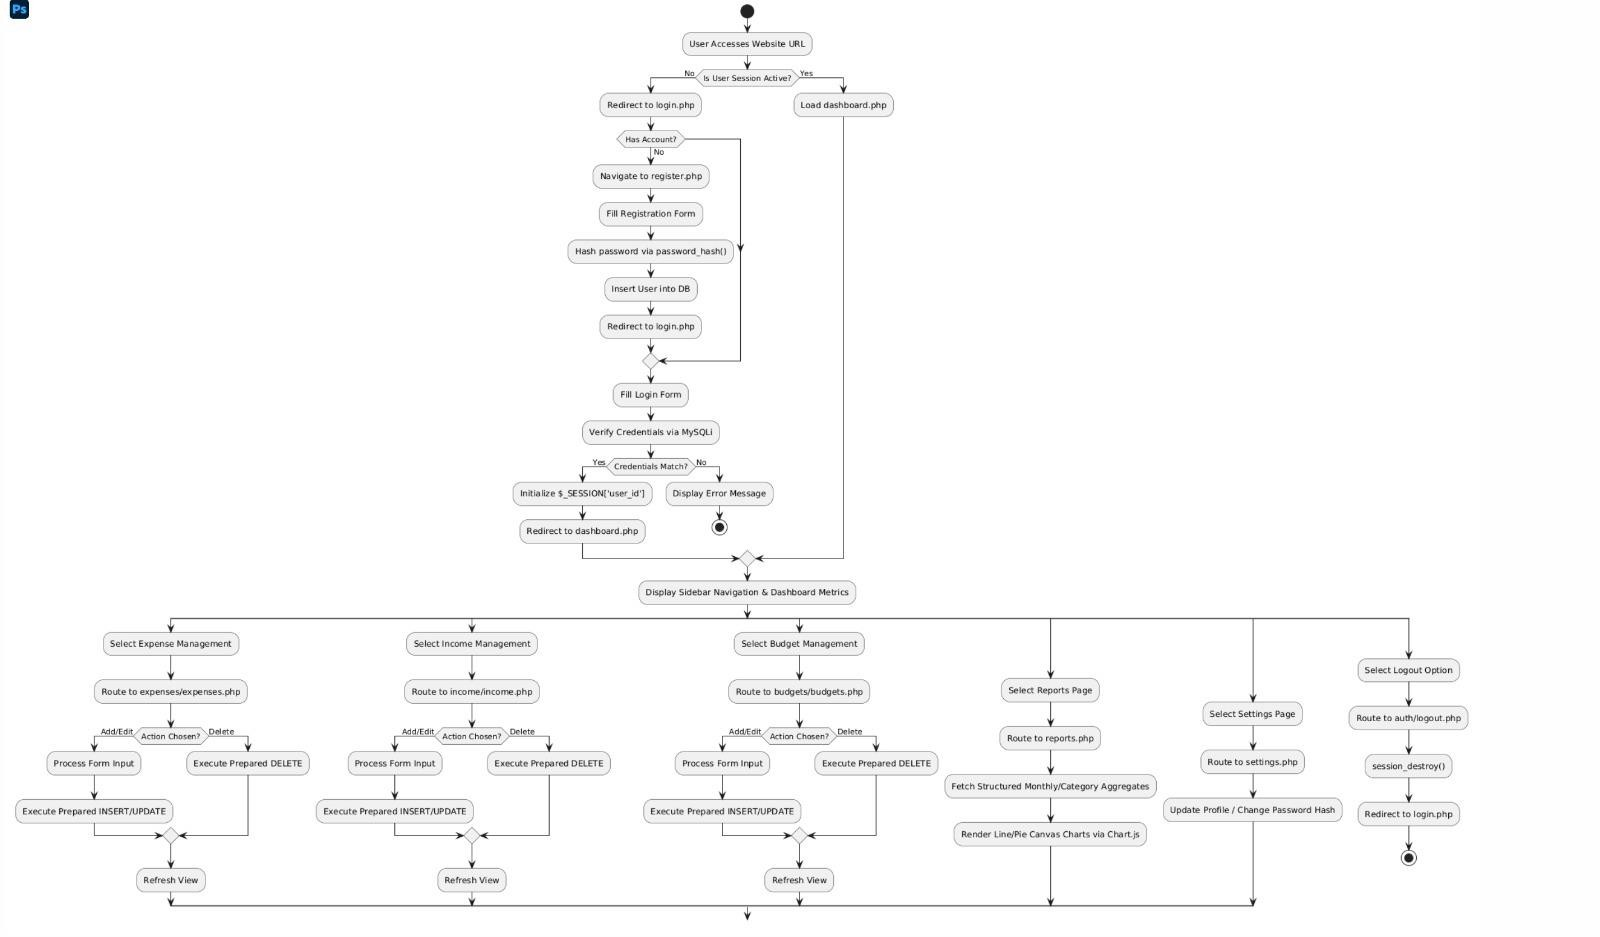 Ps
User Accesses Website URL
No
Is User Session Active?
Yes
Redirect to login.php
Load dashboard.php
Has Account?
No
Navigate to register.php
Fill Registration Form
Hash password via password_hash()
Insert User into DB
Redirect to login.php
Fill Login Form
Verify Credentials via MySQLi
Yes
Credentials Match?
No
Initialize $_SESSION['user_id']
Display Error Message
Redirect to dashboard.php
Display Sidebar Navigation & Dashboard Metrics
Select Expense Management
Route to expenses/expenses.php
Add/Edit
Action Chosen?
Delete
Process Form Input
Execute Prepared DELETE
Execute Prepared INSERT/UPDATE
Refresh View
Select Income Management
Route to income/income.php
Add/Edit
Action Chosen?
Delete
Process Form Input
Execute Prepared DELETE
Execute Prepared INSERT/UPDATE
Refresh View
Select Budget Management
Route to budgets/budgets.php
Add/Edit
Action Chosen?
Delete
Process Form Input
Execute Prepared DELETE
Execute Prepared INSERT/UPDATE
Refresh View
Select Reports Page
Route to reports.php
Fetch Structured Monthly/Category Aggregates
Render Line/Pie Canvas Charts via Chart.js
Select Settings Page
Route to settings.php
Update Profile / Change Password Hash
Select Logout Option
Route to auth/logout.php
session_destroy()
Redirect to login.php